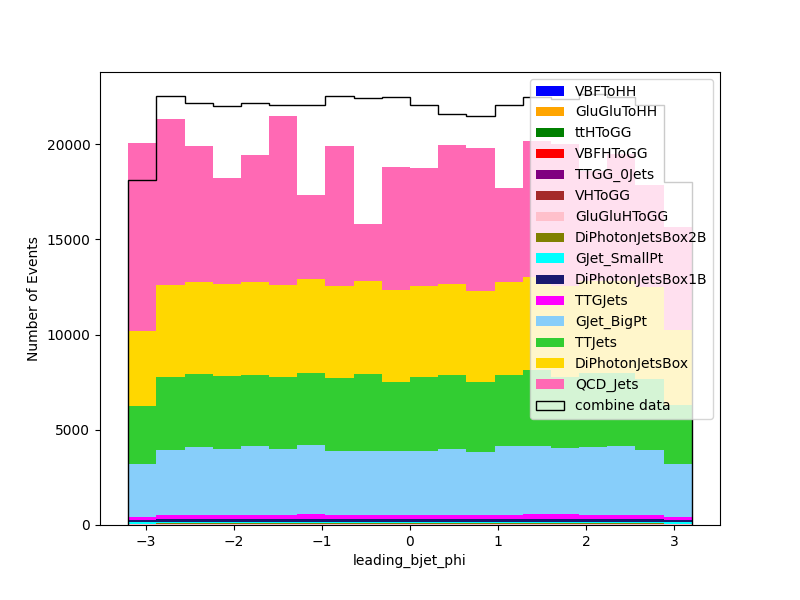 VBFToHH
GluGluToHH
ttHToGG
VBFHToGG
TTGG_0Jets
VHToGG
GluGluHToGG
DiPhotonJetsBox2B
GJet_SmallPt
DiPhotonJetsBox1B
TTGJets
GJet_BigPt
TTJets
DiPhotonJetsBox
QCD_Jets
combine data
20000
15000
10000
5000
0
Number of Events
−3 −2 −1 0 1 2 3
leading_bjet_phi